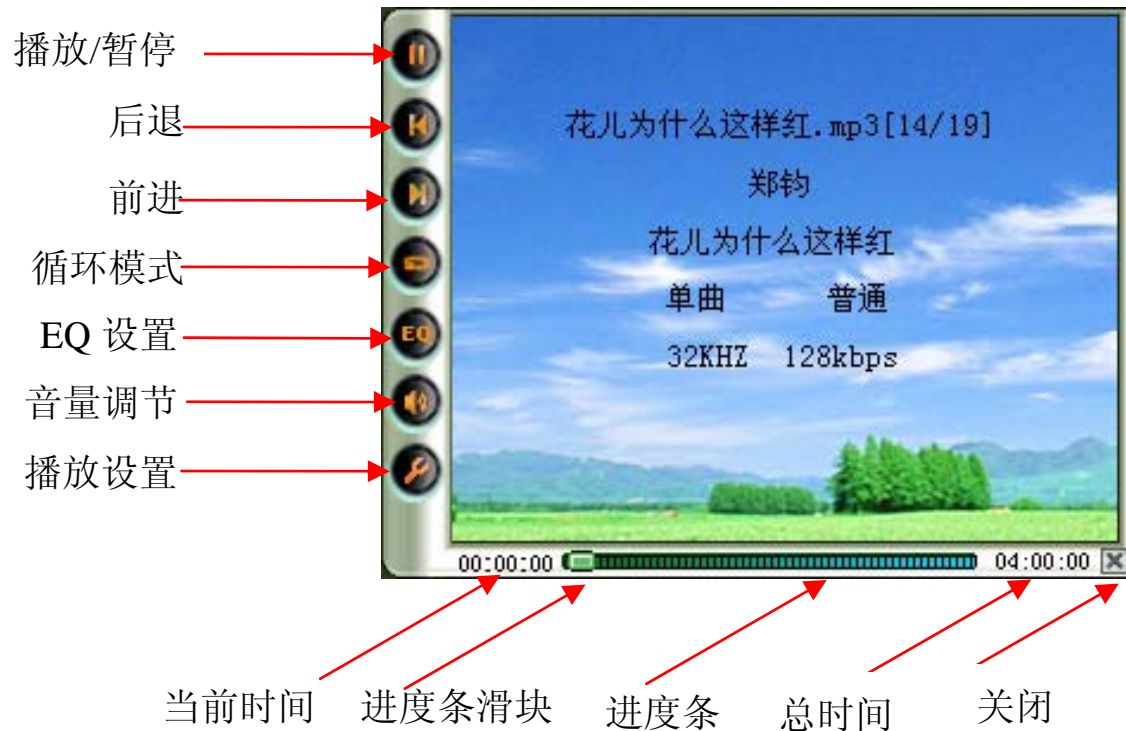 播放/暂停
后退
前进
循环模式
EQ 设置
音量调节
播放设置
花儿为什么这样红.mp3[14/19]
郑钧
花儿为什么这样红
单曲 普通
32KHZ 128kbps
EQ
00:00:00 04:00:00
当前时间 进度条滑块 进度条 总时间 关闭